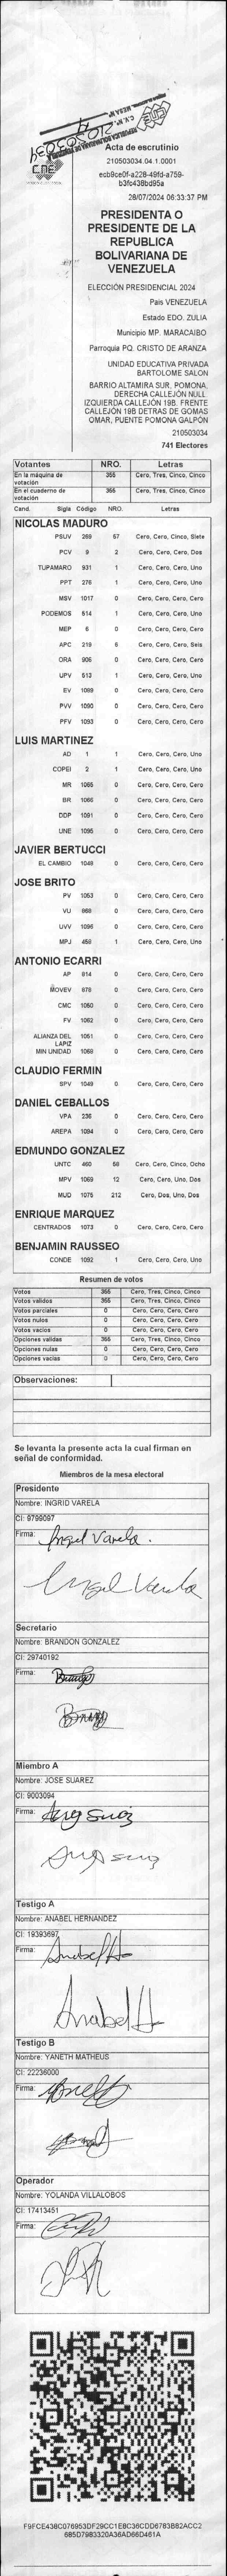 CNE
Acta de escrutinio
210503034.04.1.0001
ecb9ce0f-a228-49fd-a759-
b3fc438bd95a
28/07/2024 06:33:37 PM
PRESIDENTA O
PRESIDENTE DE LA
REPUBLICA
BOLIVARIANA DE
VENEZUELA
ELECCIÓN PRESIDENCIAL 2024
Pais VENEZUELA
Estado EDO. ZULIA
Municipio MP. MARACAIBO
Parroquia PQ. CRISTO DE ARANZA
UNIDAD EDUCATIVA PRIVADA
BARTOLOME SALON
BARRIO ALTAMIRA SUR, POMONA,
DERECHA CALLEJÓN NULL.
IZQUIERDA CALLEJÓN 19B. FRENTE
CALLEJÓN 19B DETRAS DE GOMAS
OMAR, PUENTE POMONA GALPÓN
210503034
741 Electores
Votantes NRO. Letras
En la máquina de votación 355 Cero, Tres, Cinco, Cinco
En el cuaderno de votación 355 Cero, Tres, Cinco, Cinco
Cand. Sigla Código NRO. Letras
NICOLAS MADURO
PSUV 269 57 Cero, Cero, Cinco, Siete
PCV 9 2 Cero, Cero, Cero, Dos
TUPAMARO 931 1 Cero, Cero, Cero, Uno
PPT 276 1 Cero, Cero, Cero, Uno
MSV 1017 0 Cero, Cero, Cero, Cero
PODEMOS 514 1 Cero, Cero, Cero, Uno
MEP 6 0 Cero, Cero, Cero, Cero
APC 219 6 Cero, Cero, Cero, Seis
ORA 906 0 Cero, Cero, Cero, Cero
UPV 513 1 Cero, Cero, Cero, Uno
EV 1099 0 Cero, Cero, Cero, Cero
PVV 1090 0 Cero, Cero, Cero, Cero
PFV 1093 0 Cero, Cero, Cero, Cero
LUIS MARTINEZ
AD 1 1 Cero, Cero, Cero, Uno
COPEI 2 1 Cero, Cero, Cero, Uno
MR 1065 0 Cero, Cero, Cero, Cero
BR 1066 0 Cero, Cero, Cero, Cero
DDP 1091 0 Cero, Cero, Cero, Cero
UNE 1095 0 Cero, Cero, Cero, Cero
JAVIER BERTUCCI
EL CAMBIO 1048 0 Cero, Cero, Cero, Cero
JOSE BRITO
PV 1053 0 Cero, Cero, Cero, Cero
VU 868 0 Cero, Cero, Cero, Cero
UVV 1096 0 Cero, Cero, Cero, Cero
MPJ 458 1 Cero, Cero, Cero, Uno
ANTONIO ECARRI
AP 814 0 Cero, Cero, Cero, Cero
MOVEV 878 0 Cero, Cero, Cero, Cero
CMC 1050 0 Cero, Cero, Cero, Cero
FV 1062 0 Cero, Cero, Cero, Cero
ALIANZA DEL LAPIZ 1051 0 Cero, Cero, Cero, Cero
MIN UNIDAD 1068 0 Cero, Cero, Cero, Cero
CLAUDIO FERMIN
SPV 1049 0 Cero, Cero, Cero, Cero
DANIEL CEBALLOS
VPA 236 0 Cero, Cero, Cero, Cero
AREPA 1094 0 Cero, Cero, Cero, Cero
EDMUNDO GONZALEZ
UNTC 460 58 Cero, Cero, Cinco, Ocho
MPV 1069 12 Cero, Cero, Uno, Dos
MUD 1075 212 Cero, Dos, Uno, Dos
ENRIQUE MARQUEZ
CENTRADOS 1073 0 Cero, Cero, Cero, Cero
BENJAMIN RAUSSEO
CONDE 1092 1 Cero, Cero, Cero, Uno
Resumen de votos
Votos 355 Cero, Tres, Cinco, Cinco
Votos validos 355 Cero, Tres, Cinco, Cinco
Votos parciales 0 Cero, Cero, Cero, Cero
Votos nulos 0 Cero, Cero, Cero, Cero
Votos vacios 0 Cero, Cero, Cero, Cero
Opciones validas 355 Cero, Tres, Cinco, Cinco
Opciones nulas 0 Cero, Cero, Cero, Cero
Opciones vacias 0 Cero, Cero, Cero, Cero
Observaciones:
Se levanta la presente acta la cual firman en
señal de conformidad.
Miembros de la mesa electoral
Presidente
Nombre: INGRID VARELA
CI: 9799097
Firma: Ingrid Varela.
Ingrid Varela
Secretario
Nombre: BRANDON GONZALEZ
CI: 29740192
Firma:
Miembro A
Nombre: JOSE SUAREZ
CI: 9003094
Firma:
Testigo A
Nombre: ANABEL HERNANDEZ
CI: 19393697
Firma: Anabel H
Anabel H
Testigo B
Nombre: YANETH MATHEUS
CI: 22236000
Firma:
Operador
Nombre: YOLANDA VILLALOBOS
CI: 17413451
Firma:
F9FCE438C076953DF29CC1E8C36CDD6783B82ACC2
685D7983320A36AD66D461A